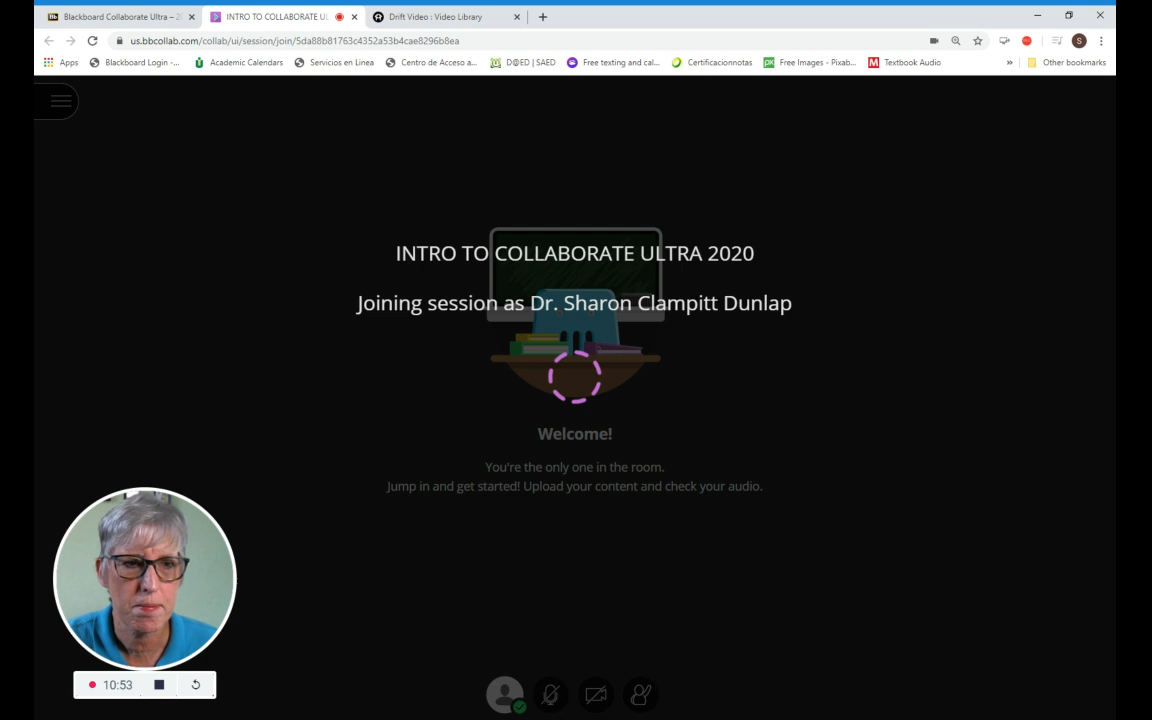 Blackboard Collaborate Ultra – 2
INTRO TO COLLABORATE UL
Drift Video : Video Library
us.bbcollab.com/collab/ui/session/join/5da88b81763c4352a53b4cae8296b8ea
Apps
Blackboard Login -...
Academic Calendars
Servicios en Linea
Centro de Acceso a...
D@ED | SAED
Free texting and cal...
Certificacionnotas
Free Images - Pixab...
Textbook Audio
Other bookmarks
INTRO TO COLLABORATE ULTRA 2020
Joining session as Dr. Sharon Clampitt Dunlap
Welcome!
You're the only one in the room.
Jump in and get started! Upload your content and check your audio.
10:53